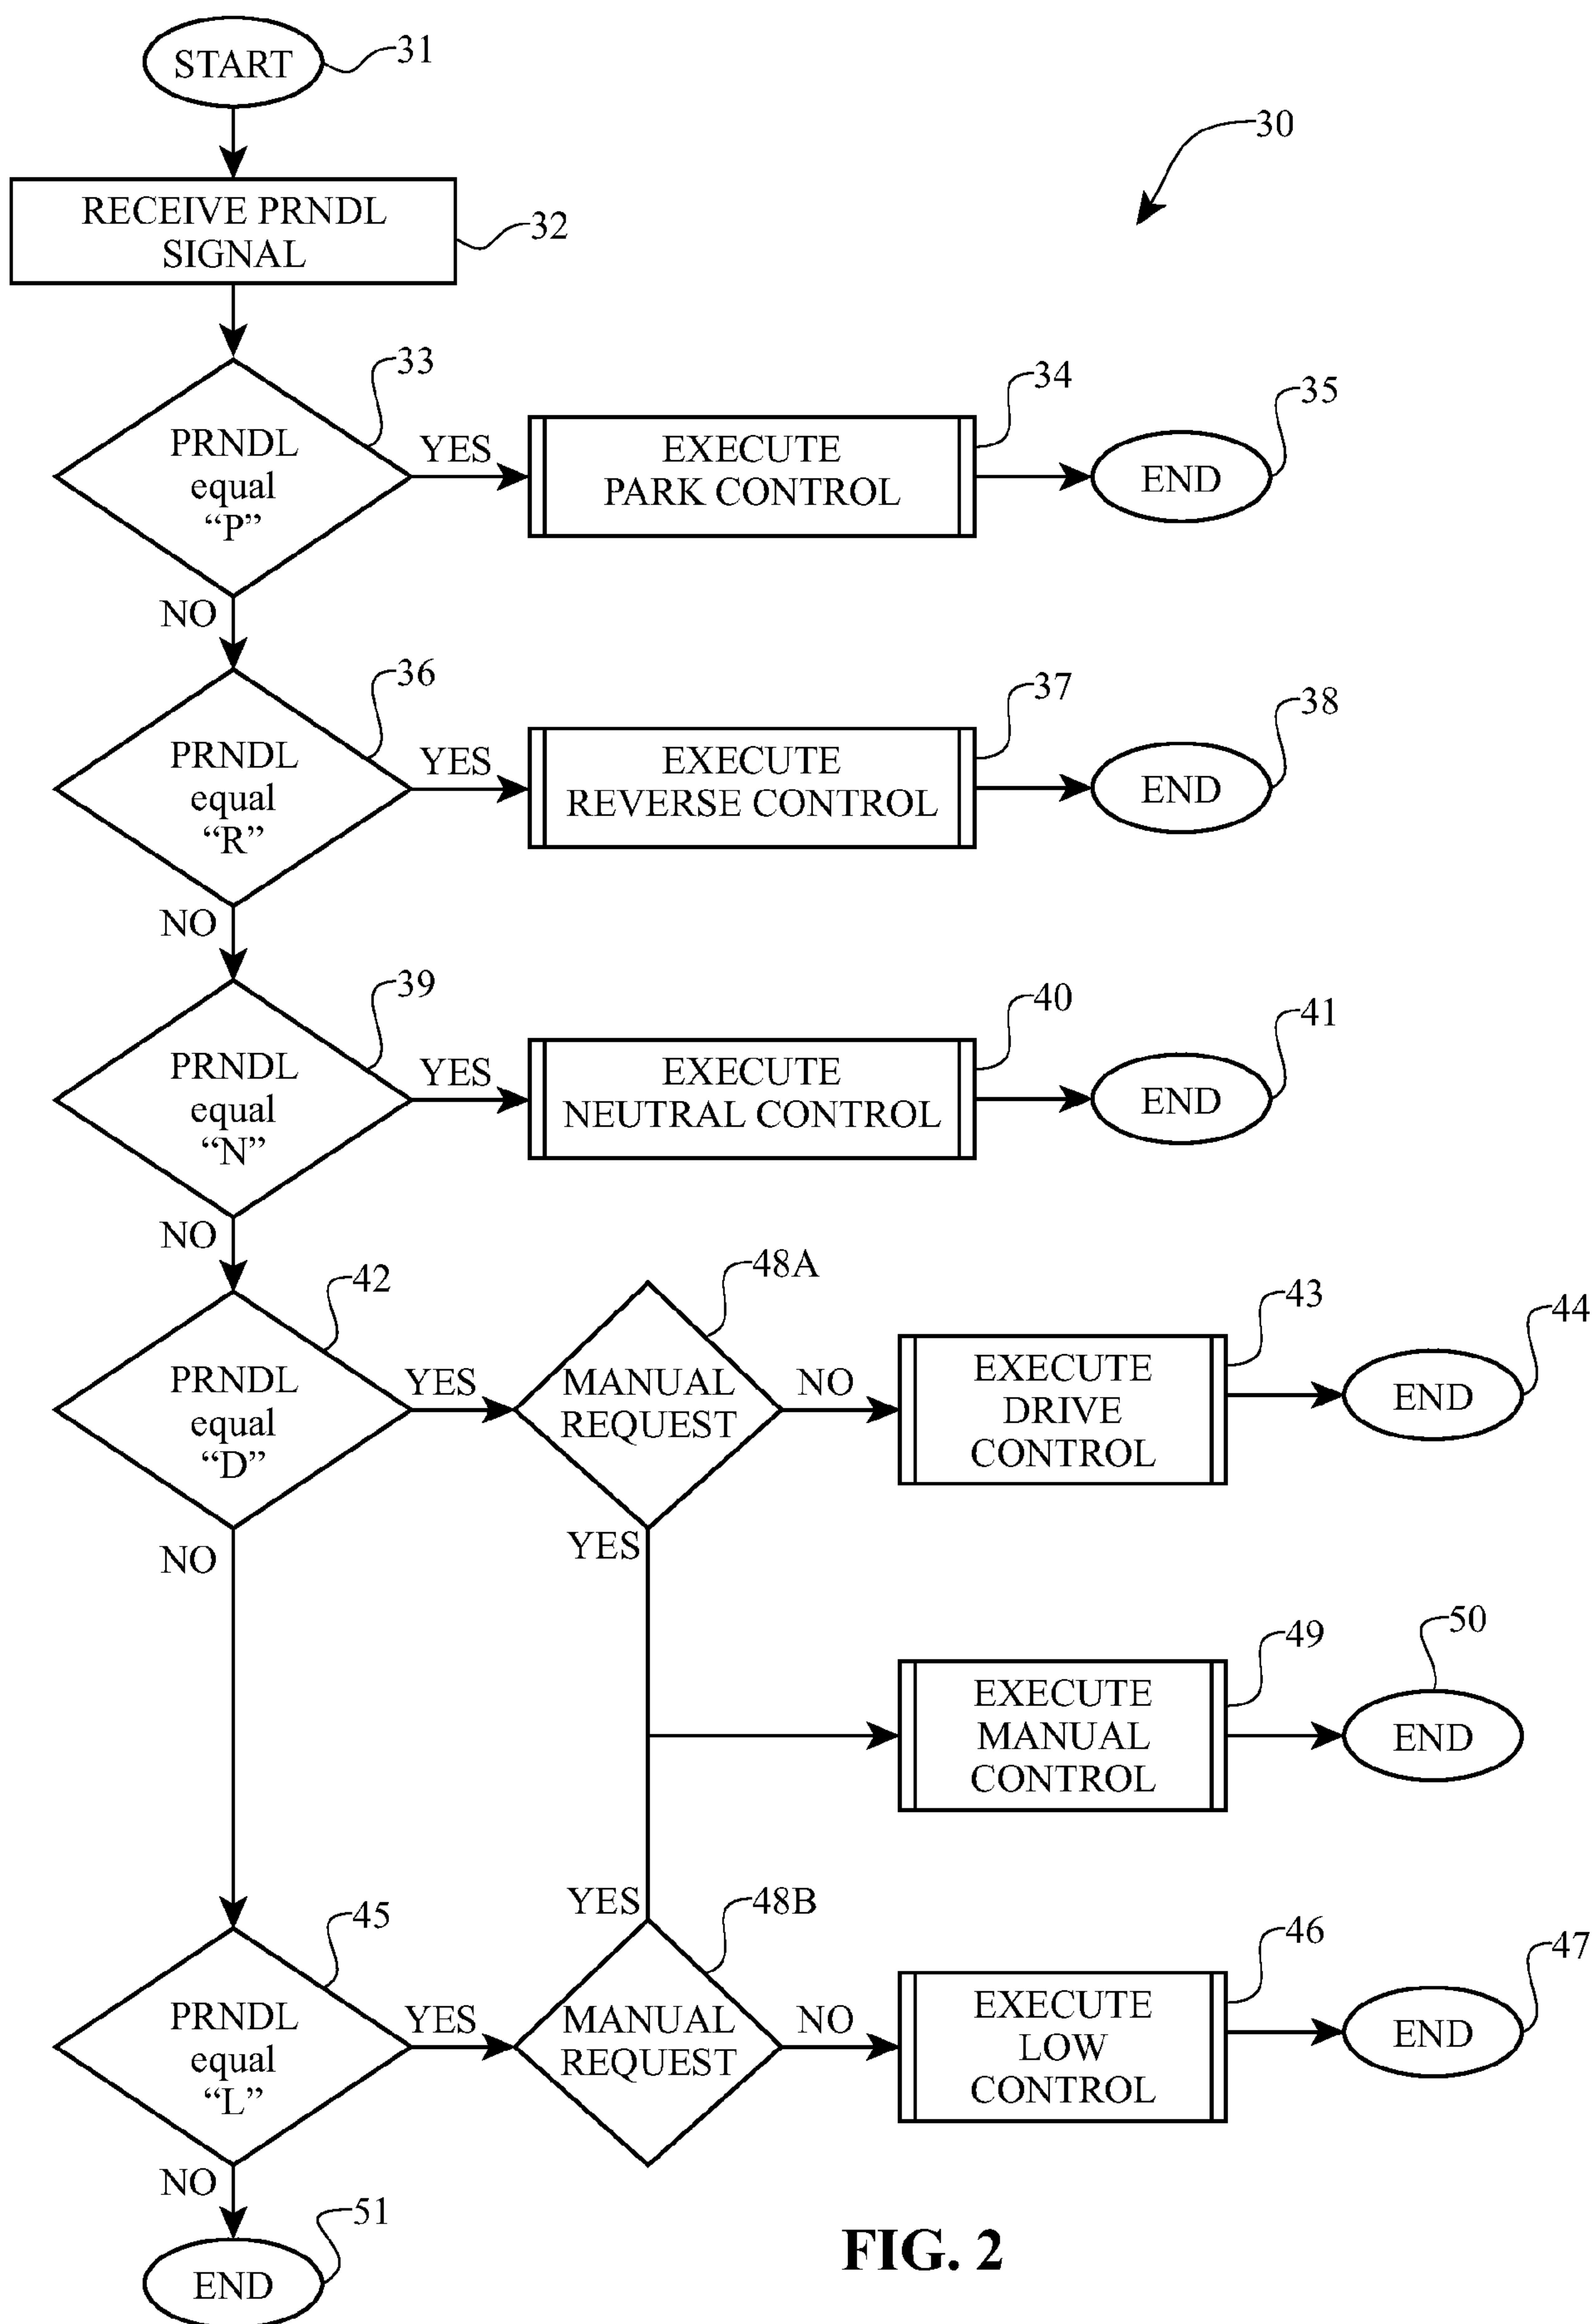 START
31
30
RECEIVE PRNDL
SIGNAL
32
33
PRNDL
equal
“P”
YES
EXECUTE
PARK CONTROL
34
END
35
NO
36
PRNDL
equal
“R”
YES
EXECUTE
REVERSE CONTROL
37
END
38
NO
39
PRNDL
equal
“N”
YES
EXECUTE
NEUTRAL CONTROL
40
END
41
NO
42
PRNDL
equal
“D”
YES
48A
MANUAL
REQUEST
NO
43
EXECUTE
DRIVE
CONTROL
44
END
NO
YES
49
EXECUTE
MANUAL
CONTROL
50
END
YES
45
PRNDL
equal
“L”
YES
48B
MANUAL
REQUEST
NO
46
EXECUTE
LOW
CONTROL
47
END
NO
51
END
FIG. 2